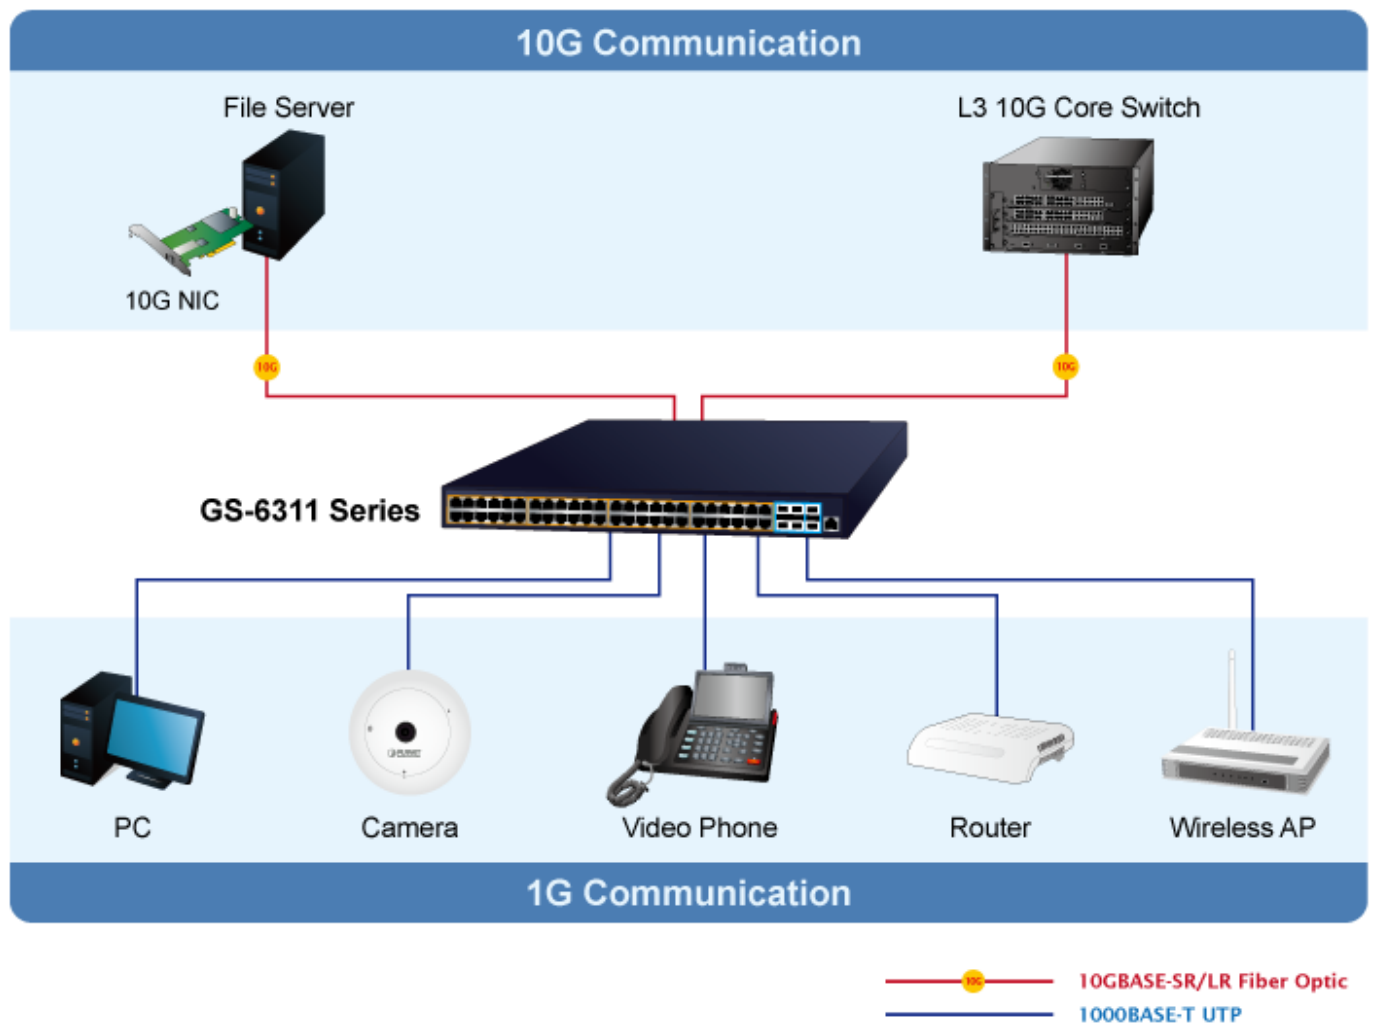 10G Communication
File Server
L3 10G Core Switch
10G NIC
10G
10G
GS-6311 Series
PLANET
PC
Camera
Video Phone
Router
Wireless AP
1G Communication
10G
10GBASE-SR/LR Fiber Optic
1000BASE-T UTP